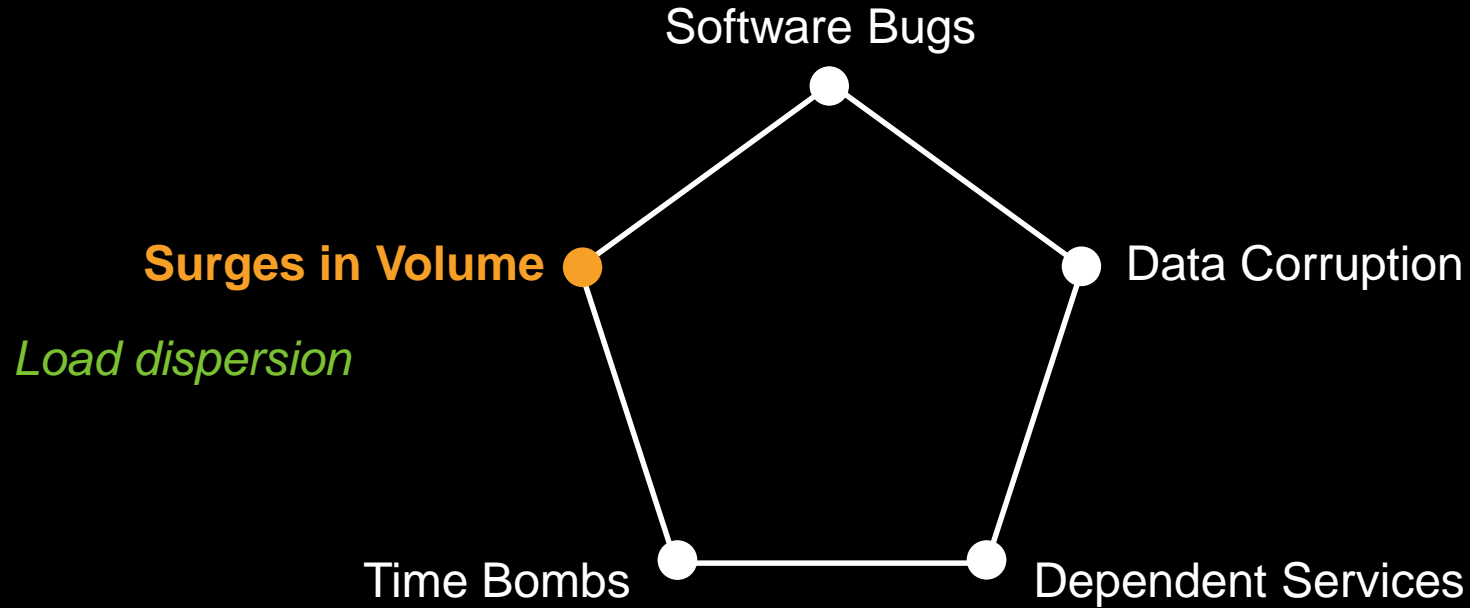 Software Bugs
Surges in Volume
Data Corruption
Load dispersion
Time Bombs
Dependent Services